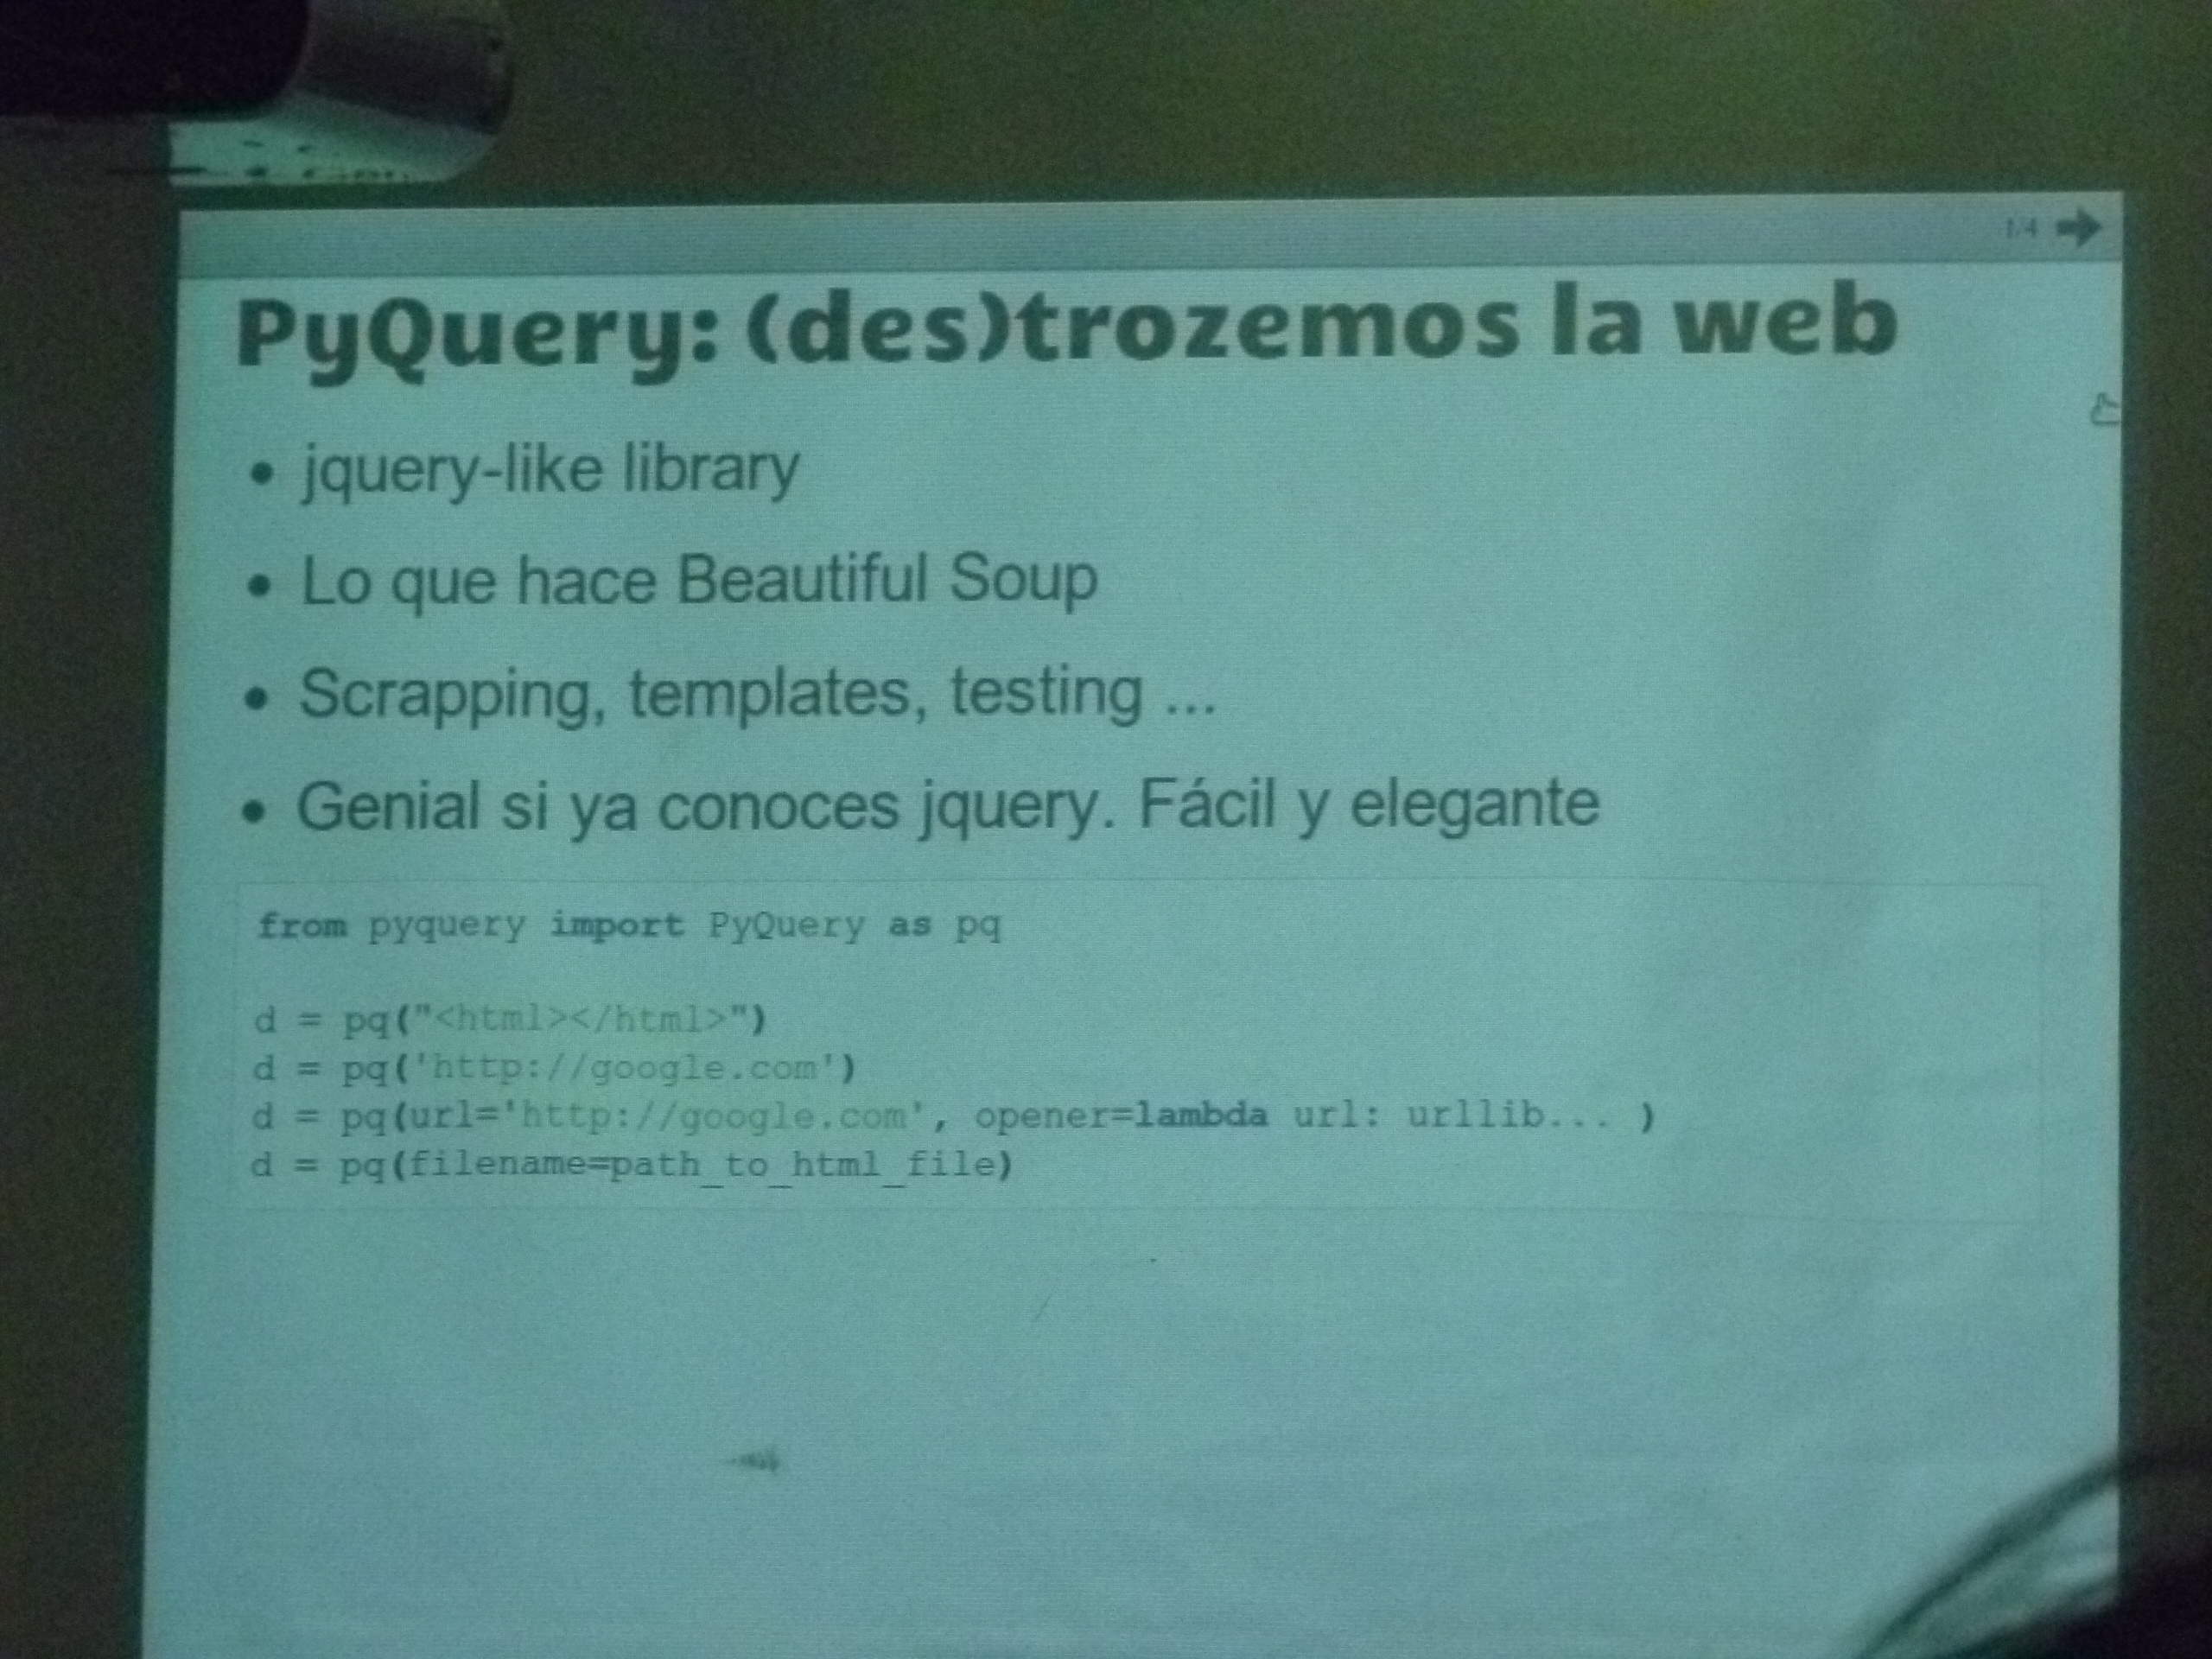 1/4
PyQuery: (des)trozemos la web
• jquery-like library
• Lo que hace Beautiful Soup
• Scrapping, templates, testing ...
• Genial si ya conoces jquery. Fácil y elegante
from pyquery import PyQuery as pq
d = pq("<html></html>")
d = pq('http://google.com')
d = pq(url='http://google.com', opener=lambda url: urllib... )
d = pq(filename=path_to_html_file)